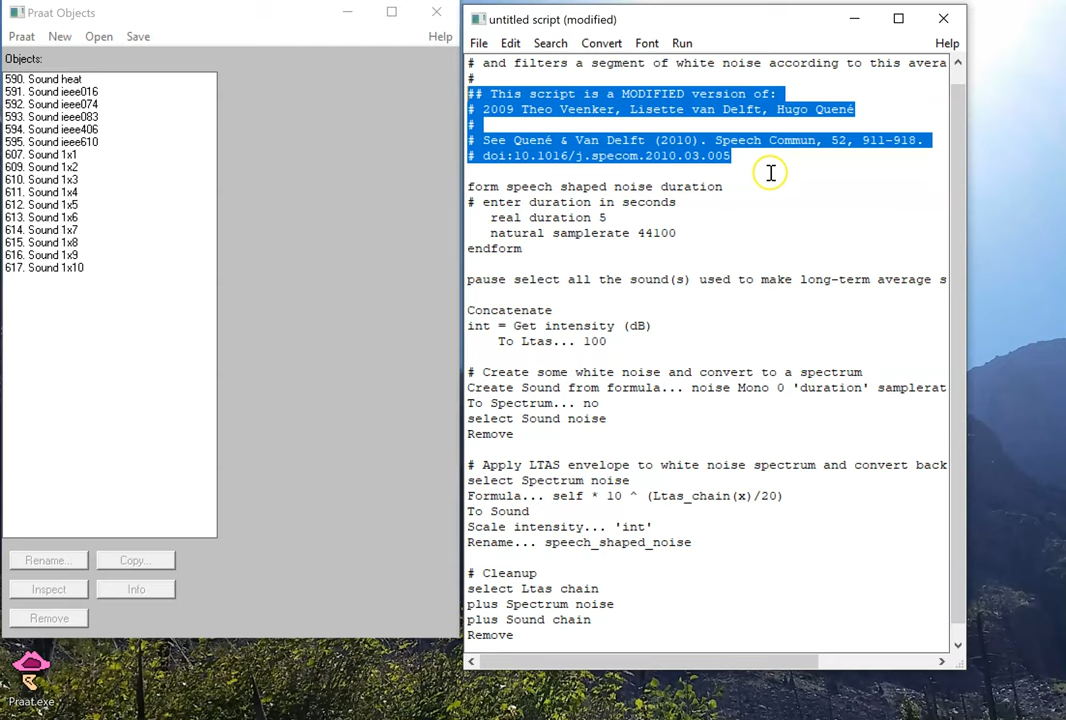 Praat Objects
Praat New Open Save Help
Objects:
590. Sound heat
591. Sound ieee016
592. Sound ieee074
593. Sound ieee083
594. Sound ieee406
595. Sound ieee610
607. Sound 1x1
609. Sound 1x2
610. Sound 1x3
611. Sound 1x4
612. Sound 1x5
613. Sound 1x6
614. Sound 1x7
615. Sound 1x8
616. Sound 1x9
617. Sound 1x10
Rename... Copy...
Inspect Info
Remove
Praat.exe
untitled script (modified)
File Edit Search Convert Font Run Help
# and filters a segment of white noise according to this avera
#
## This script is a MODIFIED version of:
# 2009 Theo Veenker, Lisette van Delft, Hugo Quené
#
# See Quené & Van Delft (2010). Speech Commun, 52, 911-918.
# doi:10.1016/j.specom.2010.03.005
form speech shaped noise duration
# enter duration in seconds
real duration 5
natural samplerate 44100
endform
pause select all the sound(s) used to make long-term average s
Concatenate
int = Get intensity (dB)
To Ltas... 100
# Create some white noise and convert to a spectrum
Create Sound from formula... noise Mono 0 'duration' samplerat
To Spectrum... no
select Sound noise
Remove
# Apply LTAS envelope to white noise spectrum and convert back
select Spectrum noise
Formula... self * 10 ^ (Ltas_chain(x)/20)
To Sound
Scale intensity... 'int'
Rename... speech_shaped_noise
# Cleanup
select Ltas chain
plus Spectrum noise
plus Sound chain
Remove